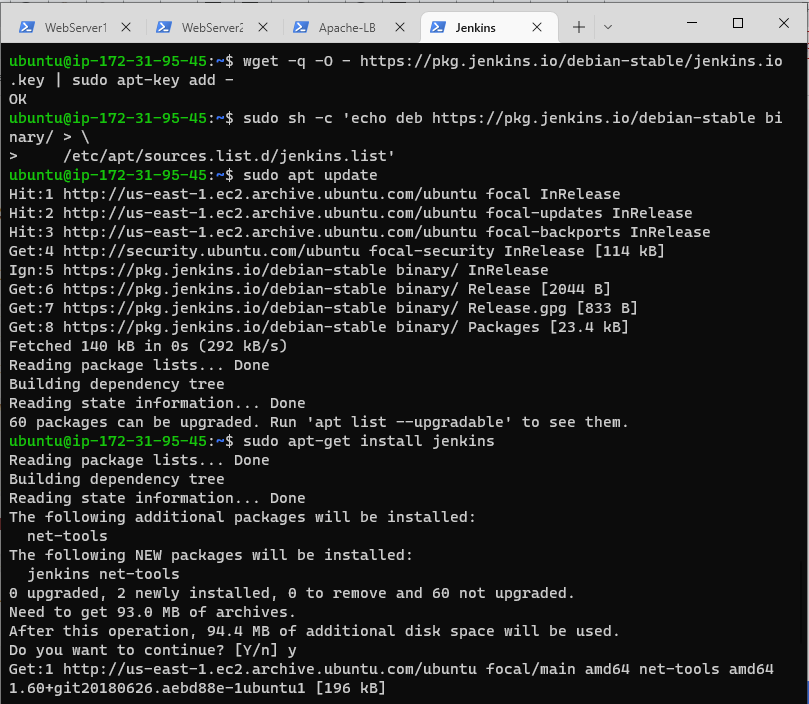 WebServer1 WebServer2 Apache-LB Jenkins
ubuntu@ip-172-31-95-45:~$ wget -q -O - https://pkg.jenkins.io/debian-stable/jenkins.io
.key | sudo apt-key add -
OK
ubuntu@ip-172-31-95-45:~$ sudo sh -c 'echo deb https://pkg.jenkins.io/debian-stable bi
nary/ > \
>     /etc/apt/sources.list.d/jenkins.list'
ubuntu@ip-172-31-95-45:~$ sudo apt update
Hit:1 http://us-east-1.ec2.archive.ubuntu.com/ubuntu focal InRelease
Hit:2 http://us-east-1.ec2.archive.ubuntu.com/ubuntu focal-updates InRelease
Hit:3 http://us-east-1.ec2.archive.ubuntu.com/ubuntu focal-backports InRelease
Get:4 http://security.ubuntu.com/ubuntu focal-security InRelease [114 kB]
Ign:5 https://pkg.jenkins.io/debian-stable binary/ InRelease
Get:6 https://pkg.jenkins.io/debian-stable binary/ Release [2044 B]
Get:7 https://pkg.jenkins.io/debian-stable binary/ Release.gpg [833 B]
Get:8 https://pkg.jenkins.io/debian-stable binary/ Packages [23.4 kB]
Fetched 140 kB in 0s (292 kB/s)
Reading package lists... Done
Building dependency tree
Reading state information... Done
60 packages can be upgraded. Run 'apt list --upgradable' to see them.
ubuntu@ip-172-31-95-45:~$ sudo apt-get install jenkins
Reading package lists... Done
Building dependency tree
Reading state information... Done
The following additional packages will be installed:
  net-tools
The following NEW packages will be installed:
  jenkins net-tools
0 upgraded, 2 newly installed, 0 to remove and 60 not upgraded.
Need to get 93.0 MB of archives.
After this operation, 94.4 MB of additional disk space will be used.
Do you want to continue? [Y/n] y
Get:1 http://us-east-1.ec2.archive.ubuntu.com/ubuntu focal/main amd64 net-tools amd64
1.60+git20180626.aebd88e-1ubuntu1 [196 kB]